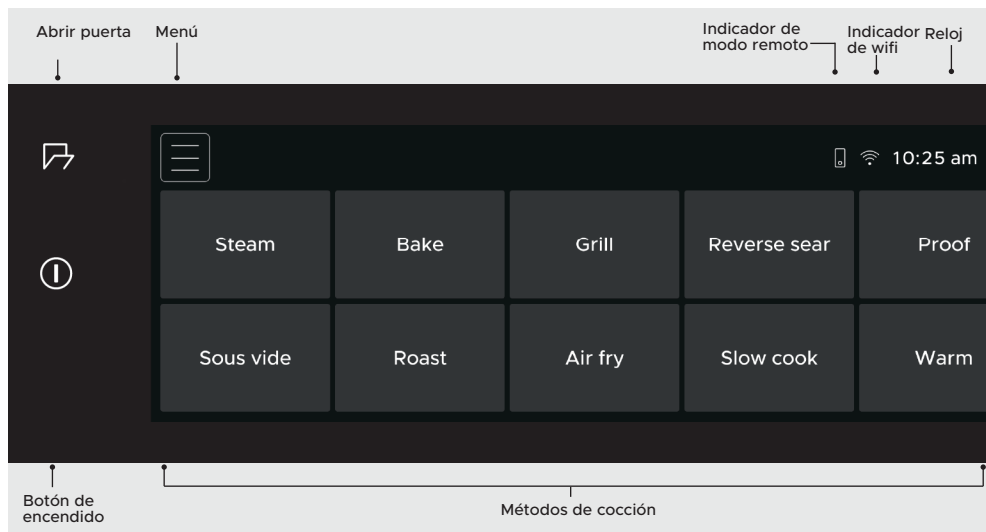 Abrir puerta
Menú
Indicador de
modo remoto
Indicador
de wifi
Reloj
10:25 am
Steam
Bake
Grill
Reverse sear
Proof
Sous vide
Roast
Air fry
Slow cook
Warm
Botón de
encendido
Métodos de cocción